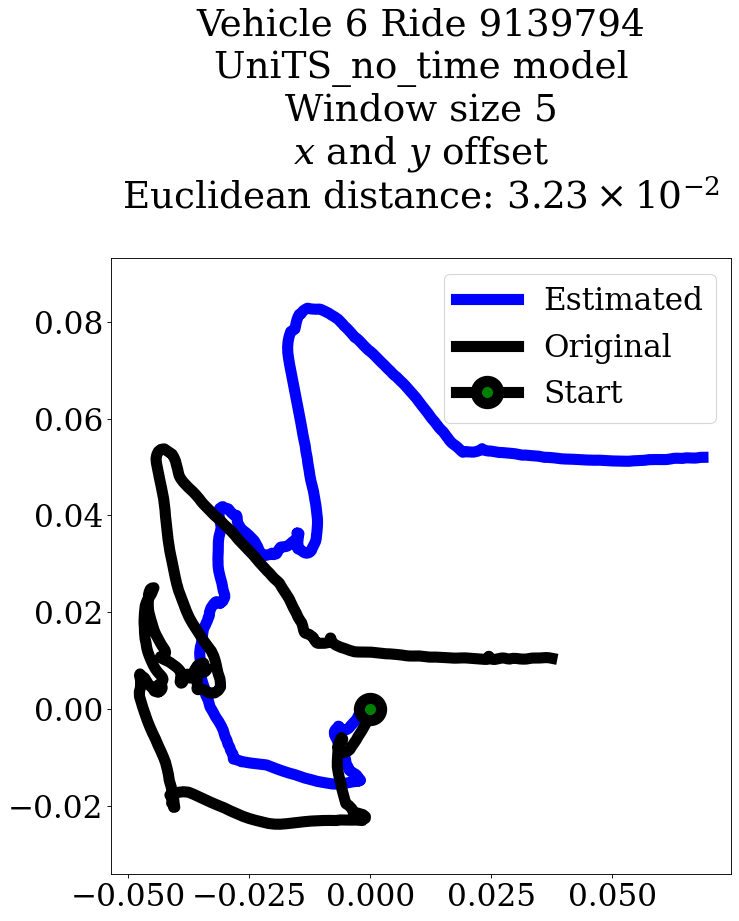 Vehicle 6 Ride 9139794
UniTS_no_time model
Window size 5
x and y offset
Euclidean distance: 3.23 × 10⁻²
Estimated
Original
Start
0.08
0.06
0.04
0.02
0.00
−0.02
−0.050 −0.025 0.000 0.025 0.050